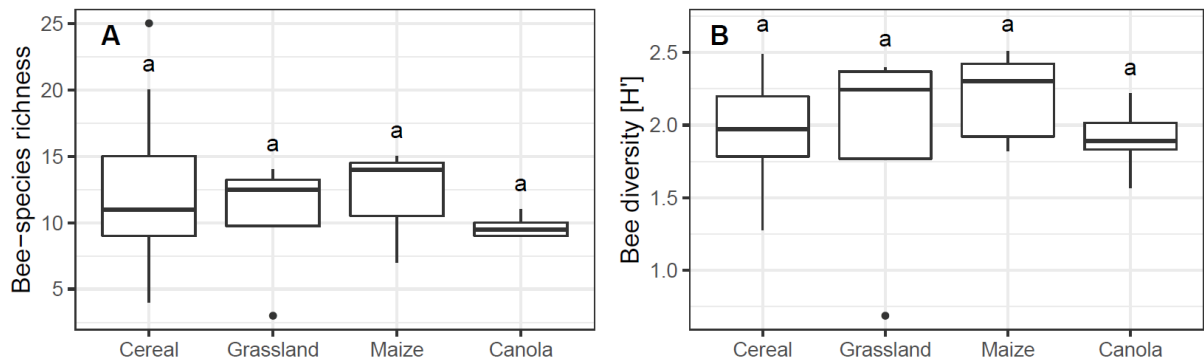 A
Bee−species richness
25
20
15
10
5
a
a
a
a
Cereal Grassland Maize Canola
B
Bee diversity [H']
2.5
2.0
1.5
1.0
a
a
a
a
Cereal Grassland Maize Canola